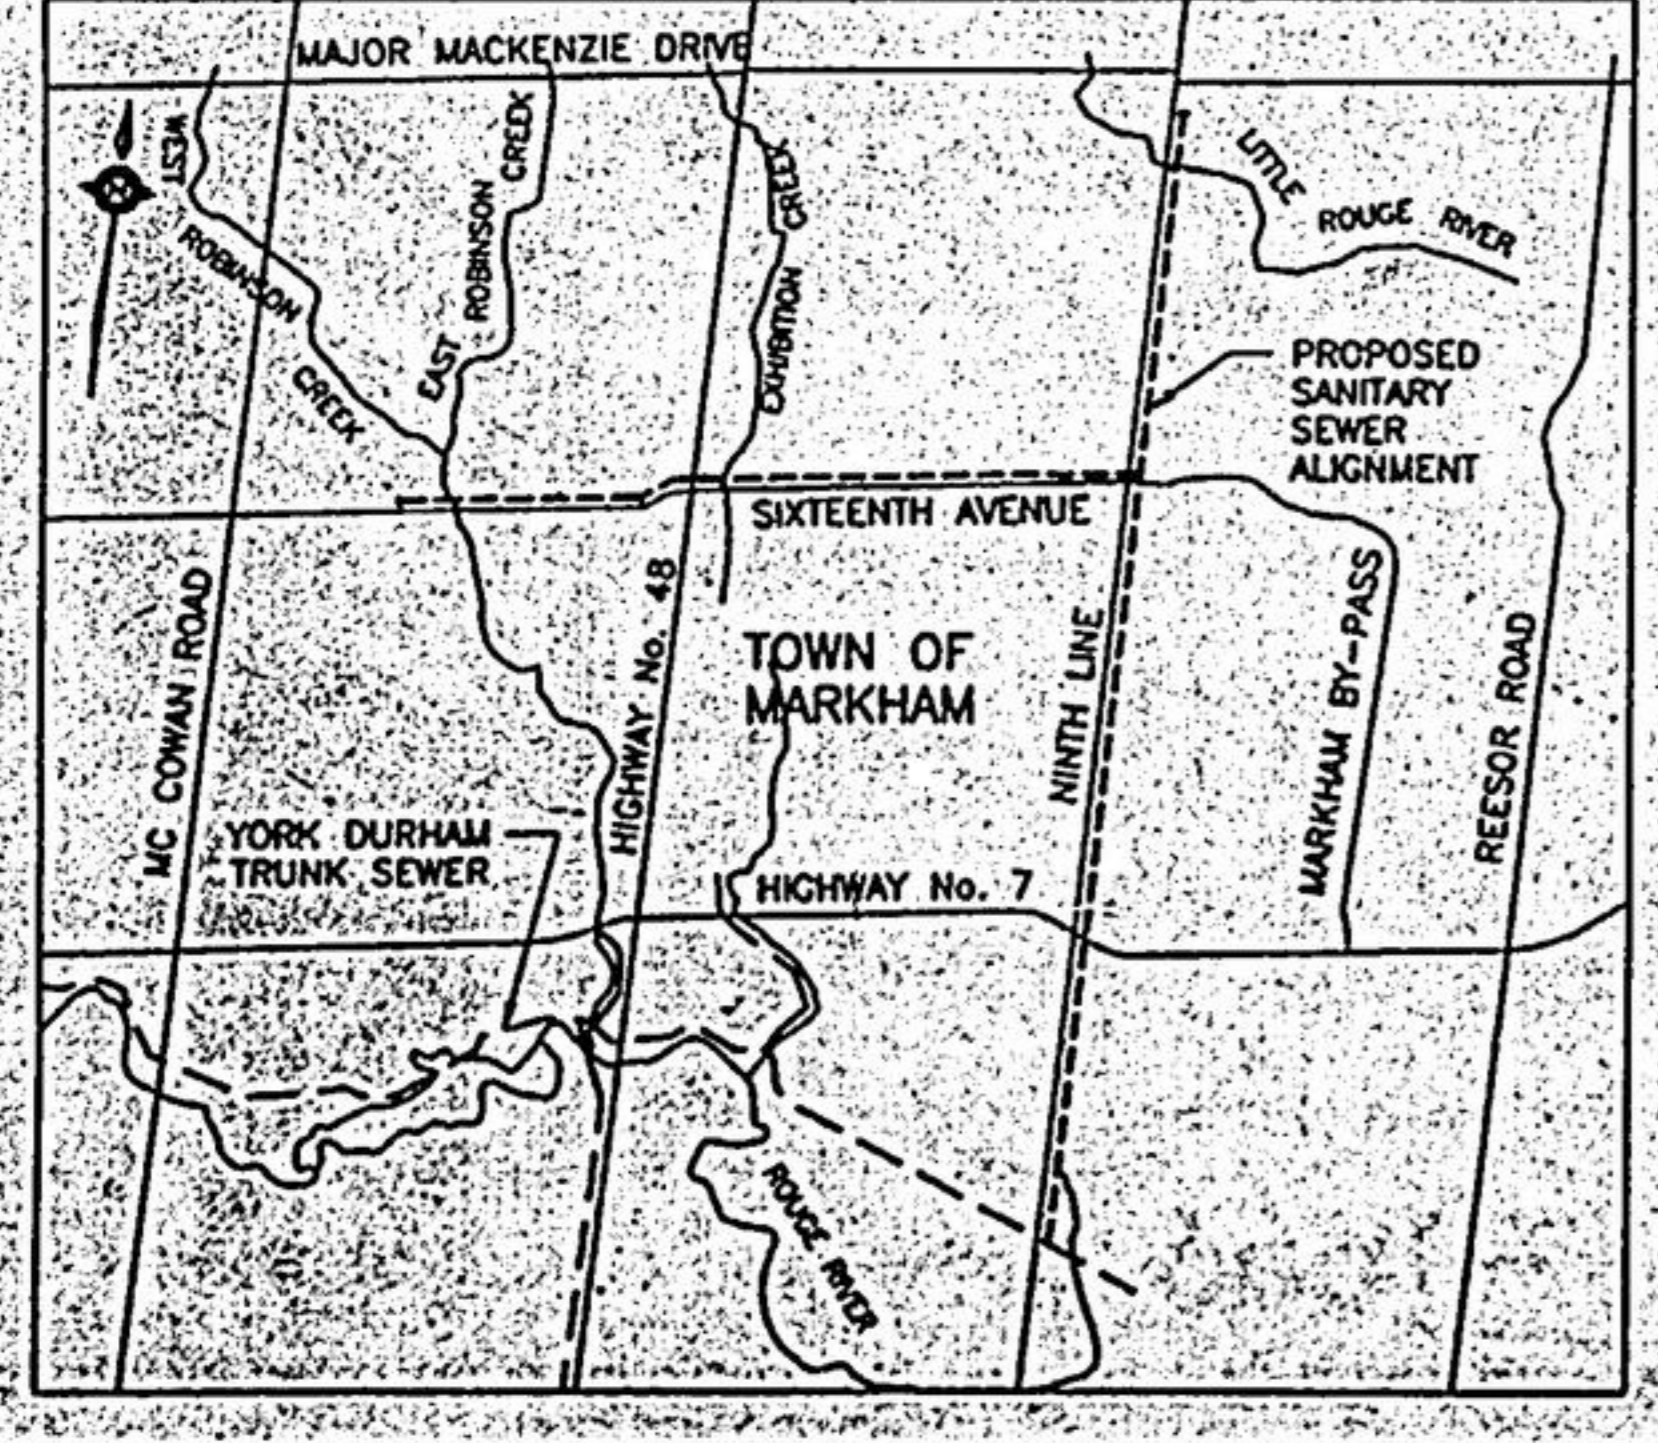 MAJOR MACKENZIE DRIVE
WEST
ROBINSON
CREEK
EAST
ROBINSON
CREEK
EXHIBITION CREEK
LITTLE
ROUGE RIVER
PROPOSED
SANITARY
SEWER
ALIGNMENT
SIXTEENTH AVENUE
MC COWAN ROAD
HIGHWAY No. 48
TOWN OF
MARKHAM
NINTH LINE
MARKHAM BY-PASS
REESOR ROAD
YORK DURHAM
TRUNK SEWER
HIGHWAY No. 7
ROUGE RIVER